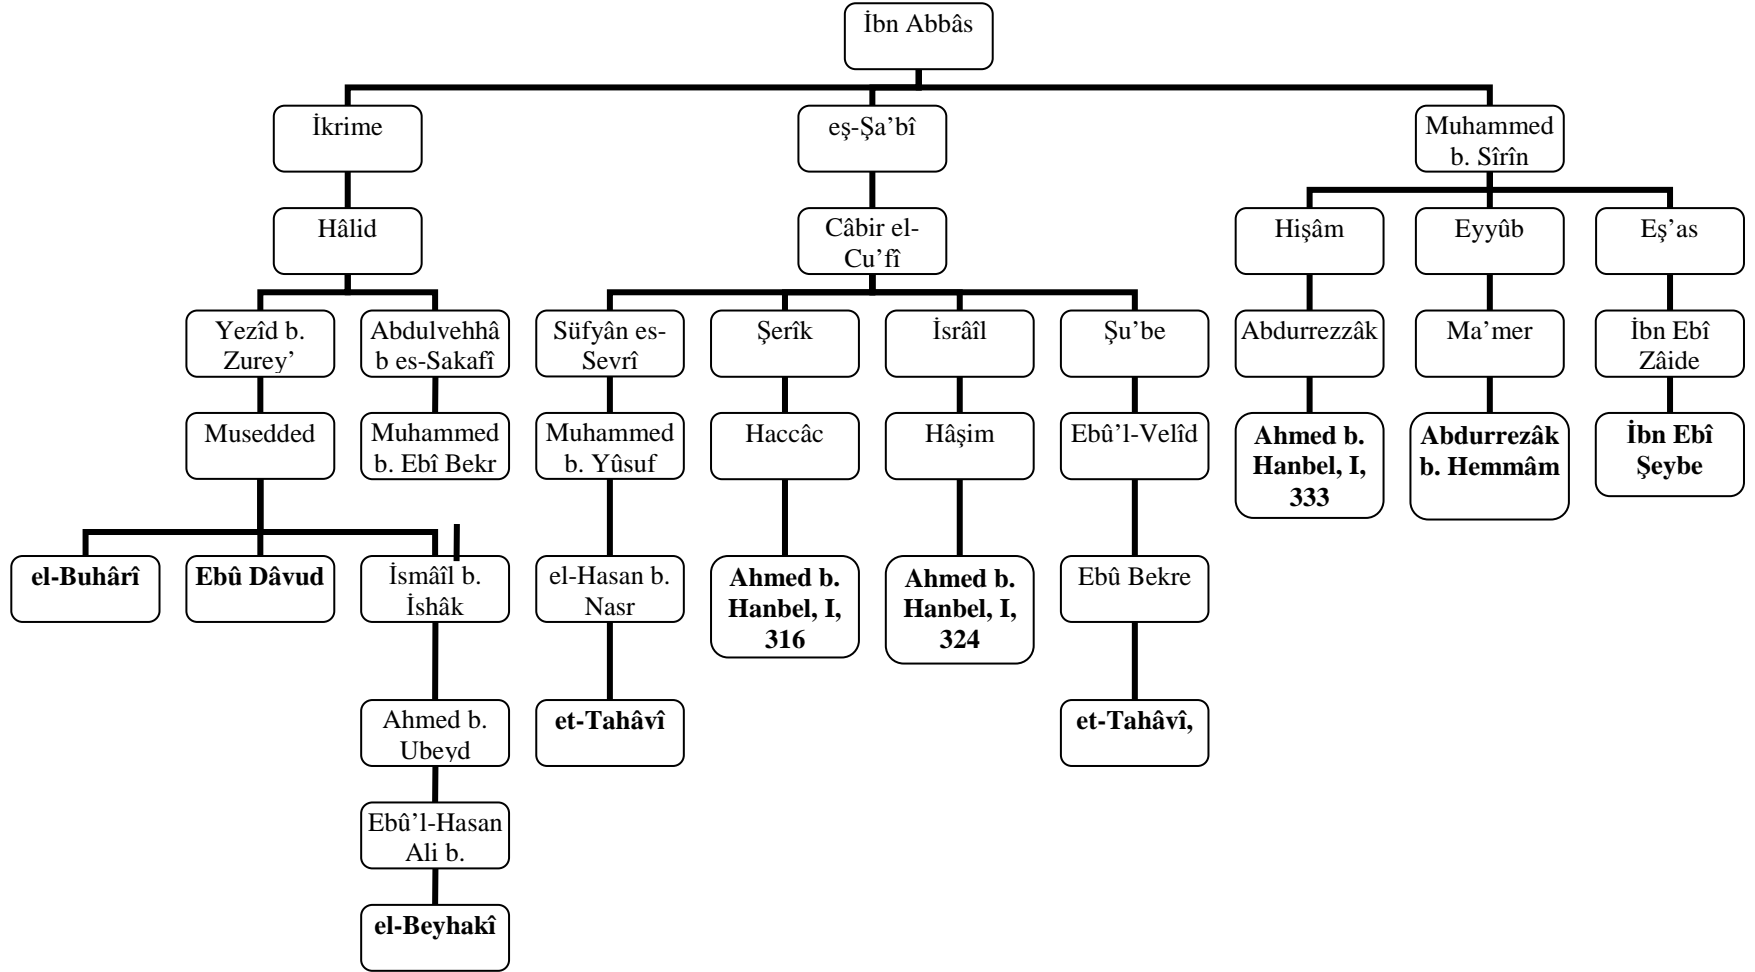 İbn Abbâs
İkrime
eş-Şa’bî
Muhammed
b. Sîrîn
Hâlid
Câbir el-
Cu’fî
Hişâm
Eyyûb
Eş’as
Yezîd b.
Zurey’
Abdulvehhâ
b es-Sakafî
Süfyân es-
Sevrî
Şerîk
İsrâîl
Şu’be
Abdurrezzâk
Ma’mer
İbn Ebî
Zâide
Musedded
Muhammed
b. Ebî Bekr
Muhammed
b. Yûsuf
Haccâc
Hâşim
Ebû’l-Velîd
Ahmed b.
Hanbel, I,
333
Abdurrezâk
b. Hemmâm
İbn Ebî
Şeybe
el-Buhârî
Ebû Dâvud
İsmâîl b.
İshâk
el-Hasan b.
Nasr
Ahmed b.
Hanbel, I,
316
Ahmed b.
Hanbel, I,
324
Ebû Bekre
Ahmed b.
Ubeyd
et-Tahâvî
et-Tahâvî,
Ebû’l-Hasan
Ali b.
el-Beyhakî